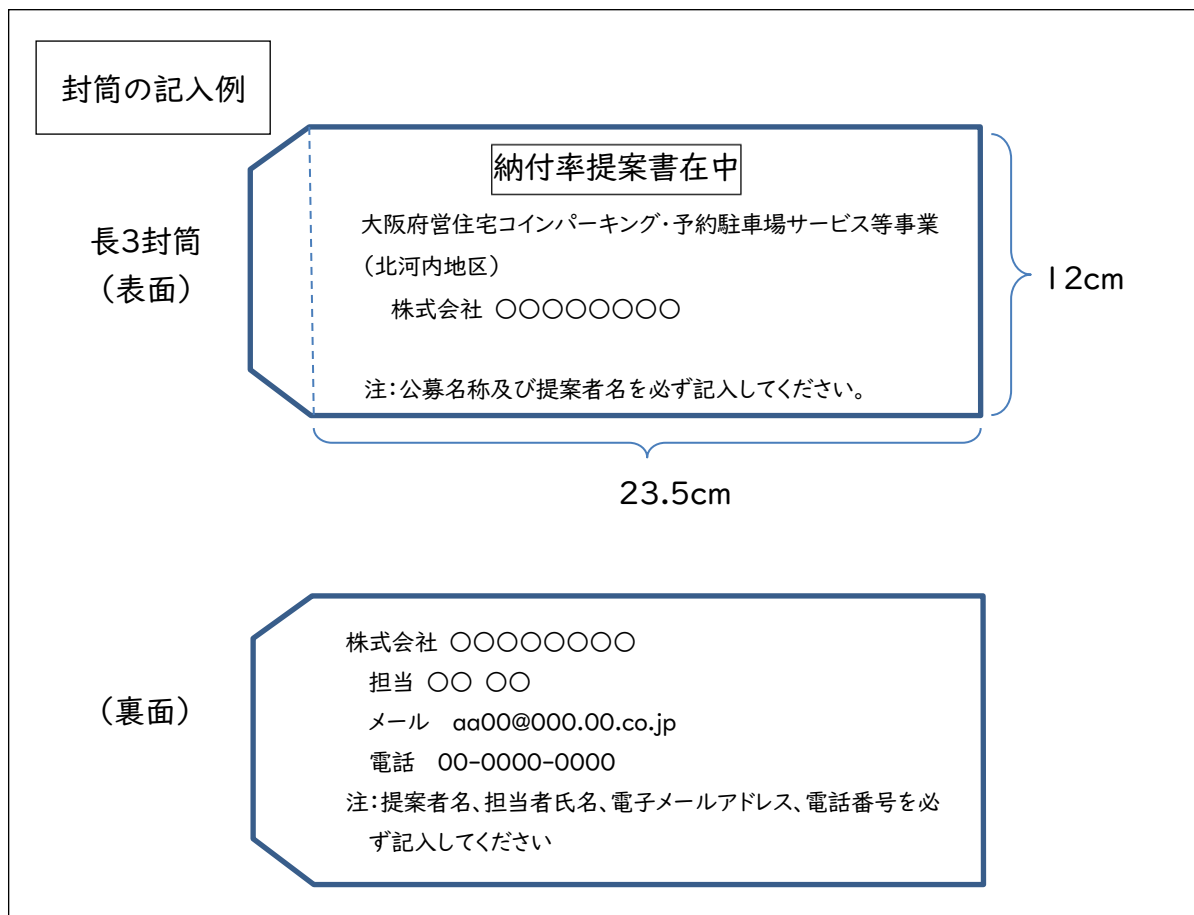 封筒の記入例
納付率提案書在中
大阪府営住宅コインパーキング・予約駐車場サービス等事業
（北河内地区）
株式会社 〇〇〇〇〇〇〇〇
注：公募名称及び提案者名を必ず記入してください。
長3封筒
（表面）
12cm
23.5cm
（裏面）
株式会社 〇〇〇〇〇〇〇〇
担当 〇〇 〇〇
メール　aa00@000.00.co.jp
電話　00-0000-0000
注：提案者名、担当者氏名、電子メールアドレス、電話番号を必
ず記入してください